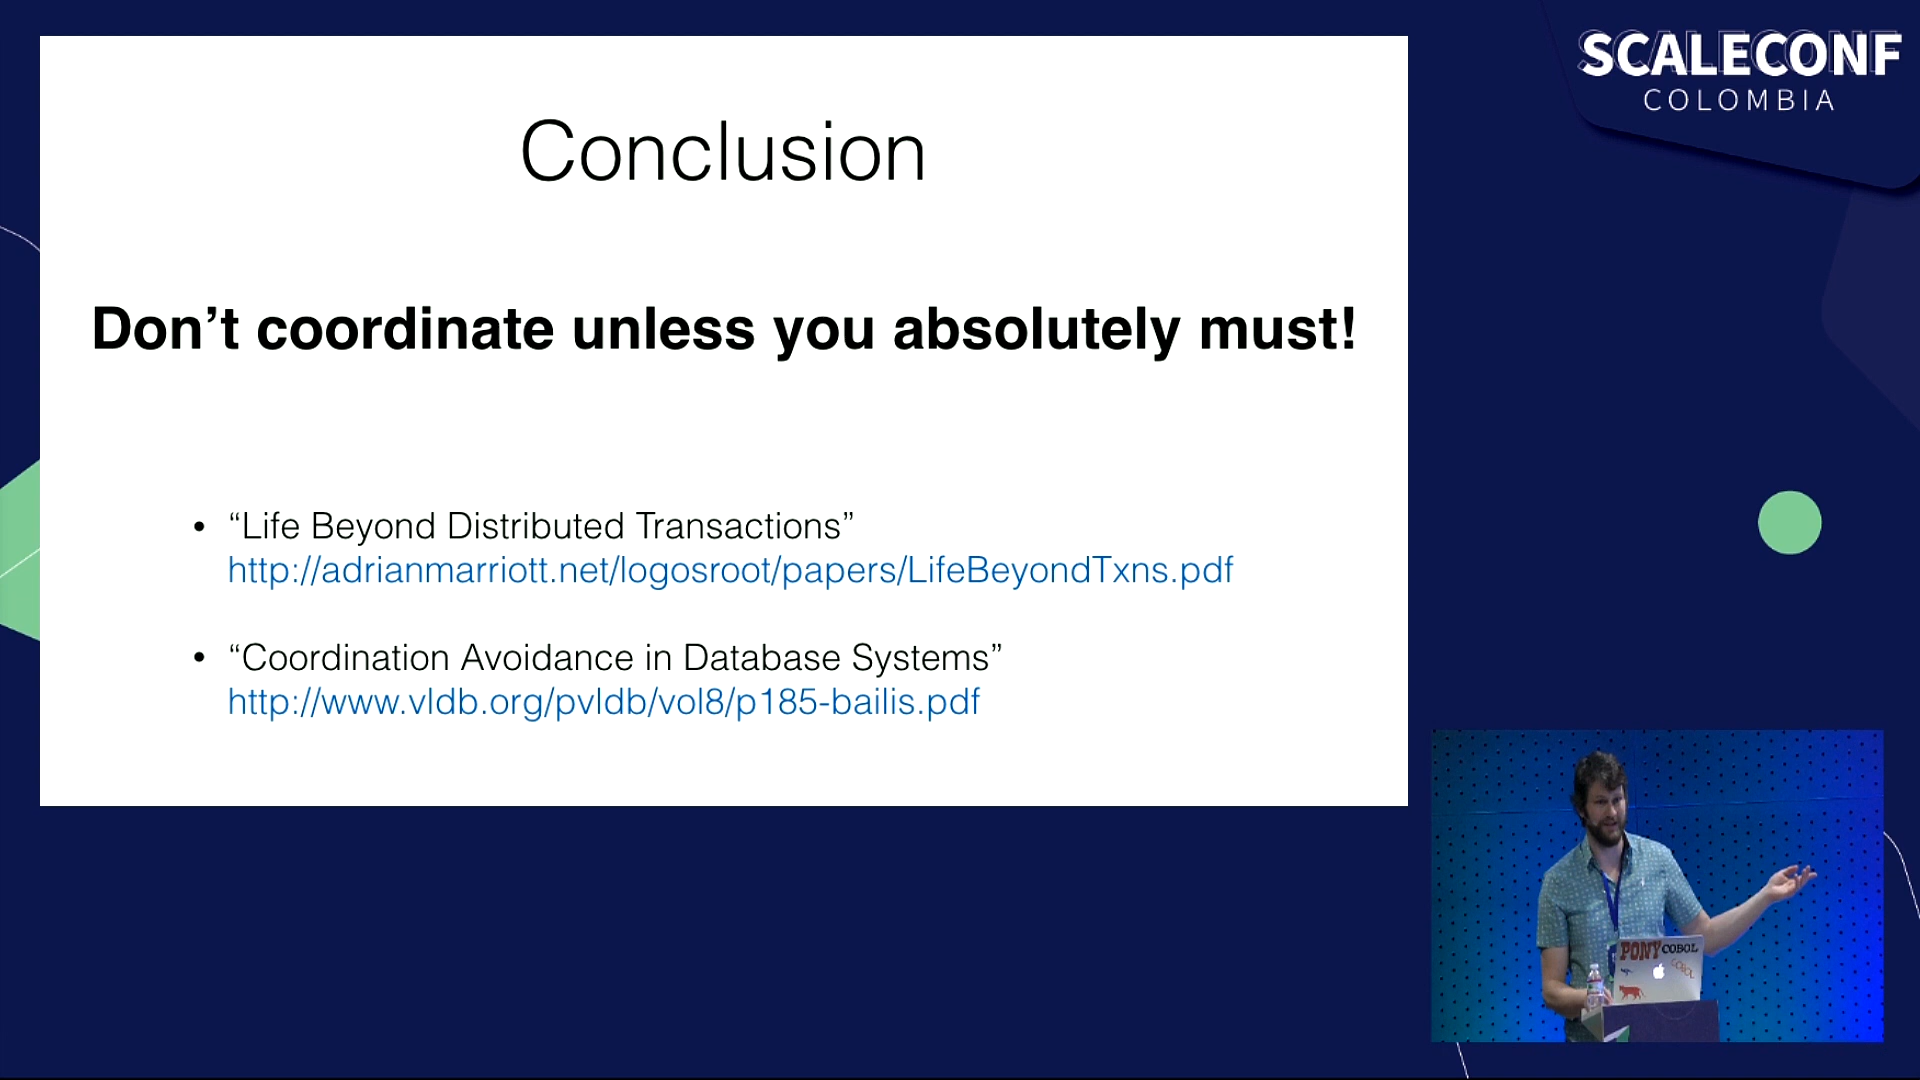 SCALECONF
COLOMBIA
Conclusion
Don’t coordinate unless you absolutely must!
• “Life Beyond Distributed Transactions”
http://adrianmarriott.net/logosroot/papers/LifeBeyondTxns.pdf
• “Coordination Avoidance in Database Systems”
http://www.vldb.org/pvldb/vol8/p185-bailis.pdf
PONY COBOL
COBOL